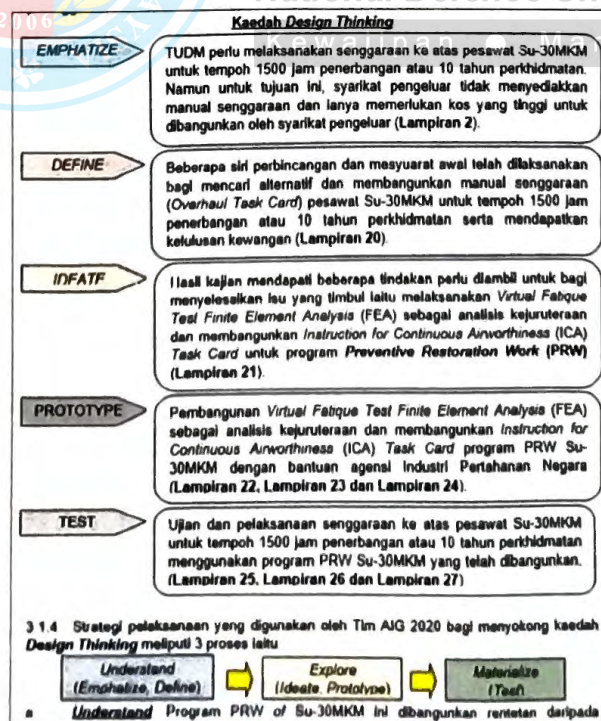 2006
Kaedah Design Thinking
EMPHATIZE
TUDM perlu melaksanakan senggaraan ke atas pesawat Su-30MKM
untuk tempoh 1500 jam penerbangan atau 10 tahun perkhidmatan.
Namun untuk tujuan ini, syarikat pengeluar tidak menyediakkan
manual senggaraan dan ianya memerlukan kos yang tinggi untuk
dibangunkan oleh syarikat pengeluar (Lampiran 2).
DEFINE
Beberapa siri perbincangan dan mesyuarat awal telah dilaksanakan
bagi mencari alternatif dan membangunkan manual senggaraan
(Overhaul Task Card) pesawat Su-30MKM untuk tempoh 1500 jam
penerbangan atau 10 tahun perkhidmatan serta mendapatkan
kelulusan kewangan (Lampiran 20).
IDEATE
Hasil kajian mendapati beberapa tindakan perlu diambil untuk bagi
menyelesaikan isu yang timbul iaitu melaksanakan Virtual Fatique
Test Finite Element Analysis (FEA) sebagai analisis kejuruteraan
dan membangunkan Instruction for Continuous Airworthiness (ICA)
Task Card untuk program Preventive Restoration Work (PRW)
(Lampiran 21).
PROTOTYPE
Pembangunan Virtual Fatique Test Finite Element Analysis (FEA)
sebagai analisis kejuruteraan dan membangunkan Instruction for
Continuous Airworthiness (ICA) Task Card program PRW Su-
30MKM dengan bantuan agensi Industri Pertahanan Negara
(Lampiran 22, Lampiran 23 dan Lampiran 24).
TEST
Ujian dan pelaksanaan senggaraan ke atas pesawat Su-30MKM
untuk tempoh 1500 jam penerbangan atau 10 tahun perkhidmatan
menggunakan program PRW Su-30MKM yang telah dibangunkan.
(Lampiran 25, Lampiran 26 dan Lampiran 27)
3.1.4 Strategi pelaksanaan yang digunakan oleh Tim AIG 2020 bagi menyokong kaedah
Design Thinking meliputi 3 proses iaitu
Understand
(Emphatize, Define)
Explore
(Ideate, Prototype)
Materialize
(Test)
a Understand Program PRW of Su-30MKM ini dibangunkan rentetan daripada